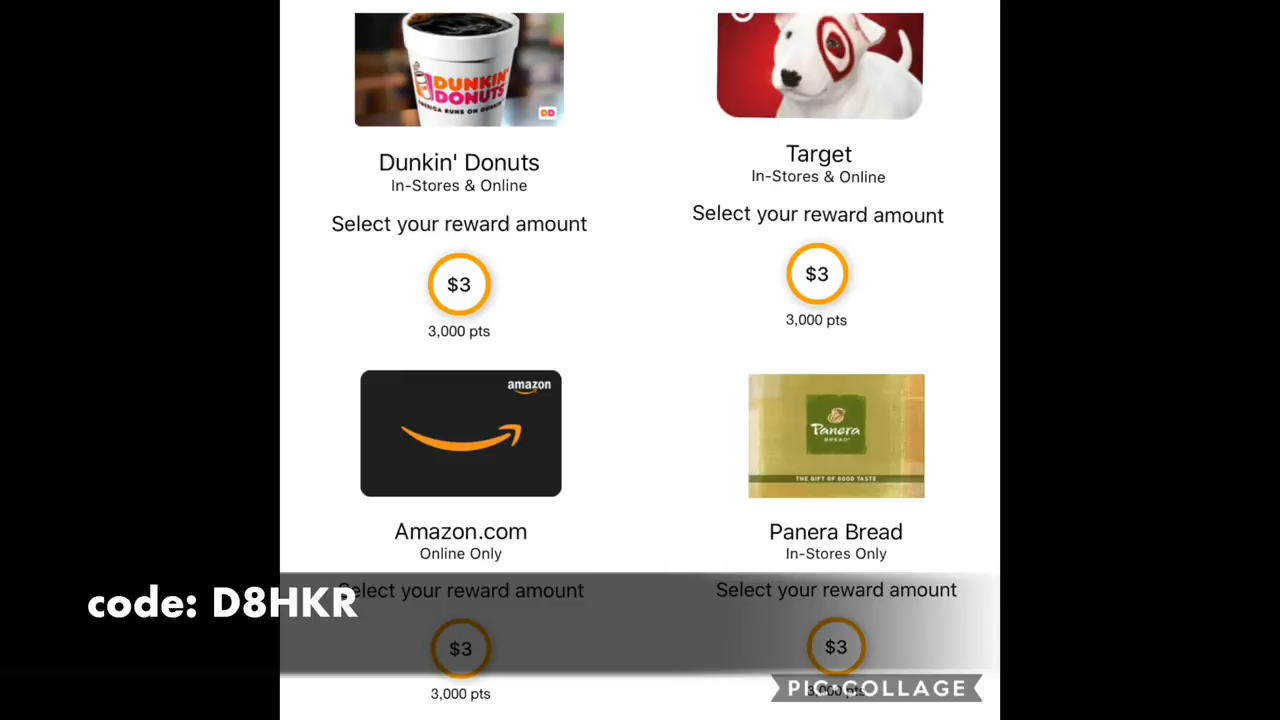 DUNKIN'
DONUTS
AMERICA RUNS ON DUNKIN'
DD
Dunkin' Donuts
In-Stores & Online
Select your reward amount
$3
3,000 pts
Target
In-Stores & Online
Select your reward amount
$3
3,000 pts
amazon
Amazon.com
Online Only
Select your reward amount
$3
3,000 pts
Panera
BREAD®
THE GIFT OF GOOD TASTE
Panera Bread
In-Stores Only
Select your reward amount
$3
3,000 pts
code: D8HKR
PIC•COLLAGE